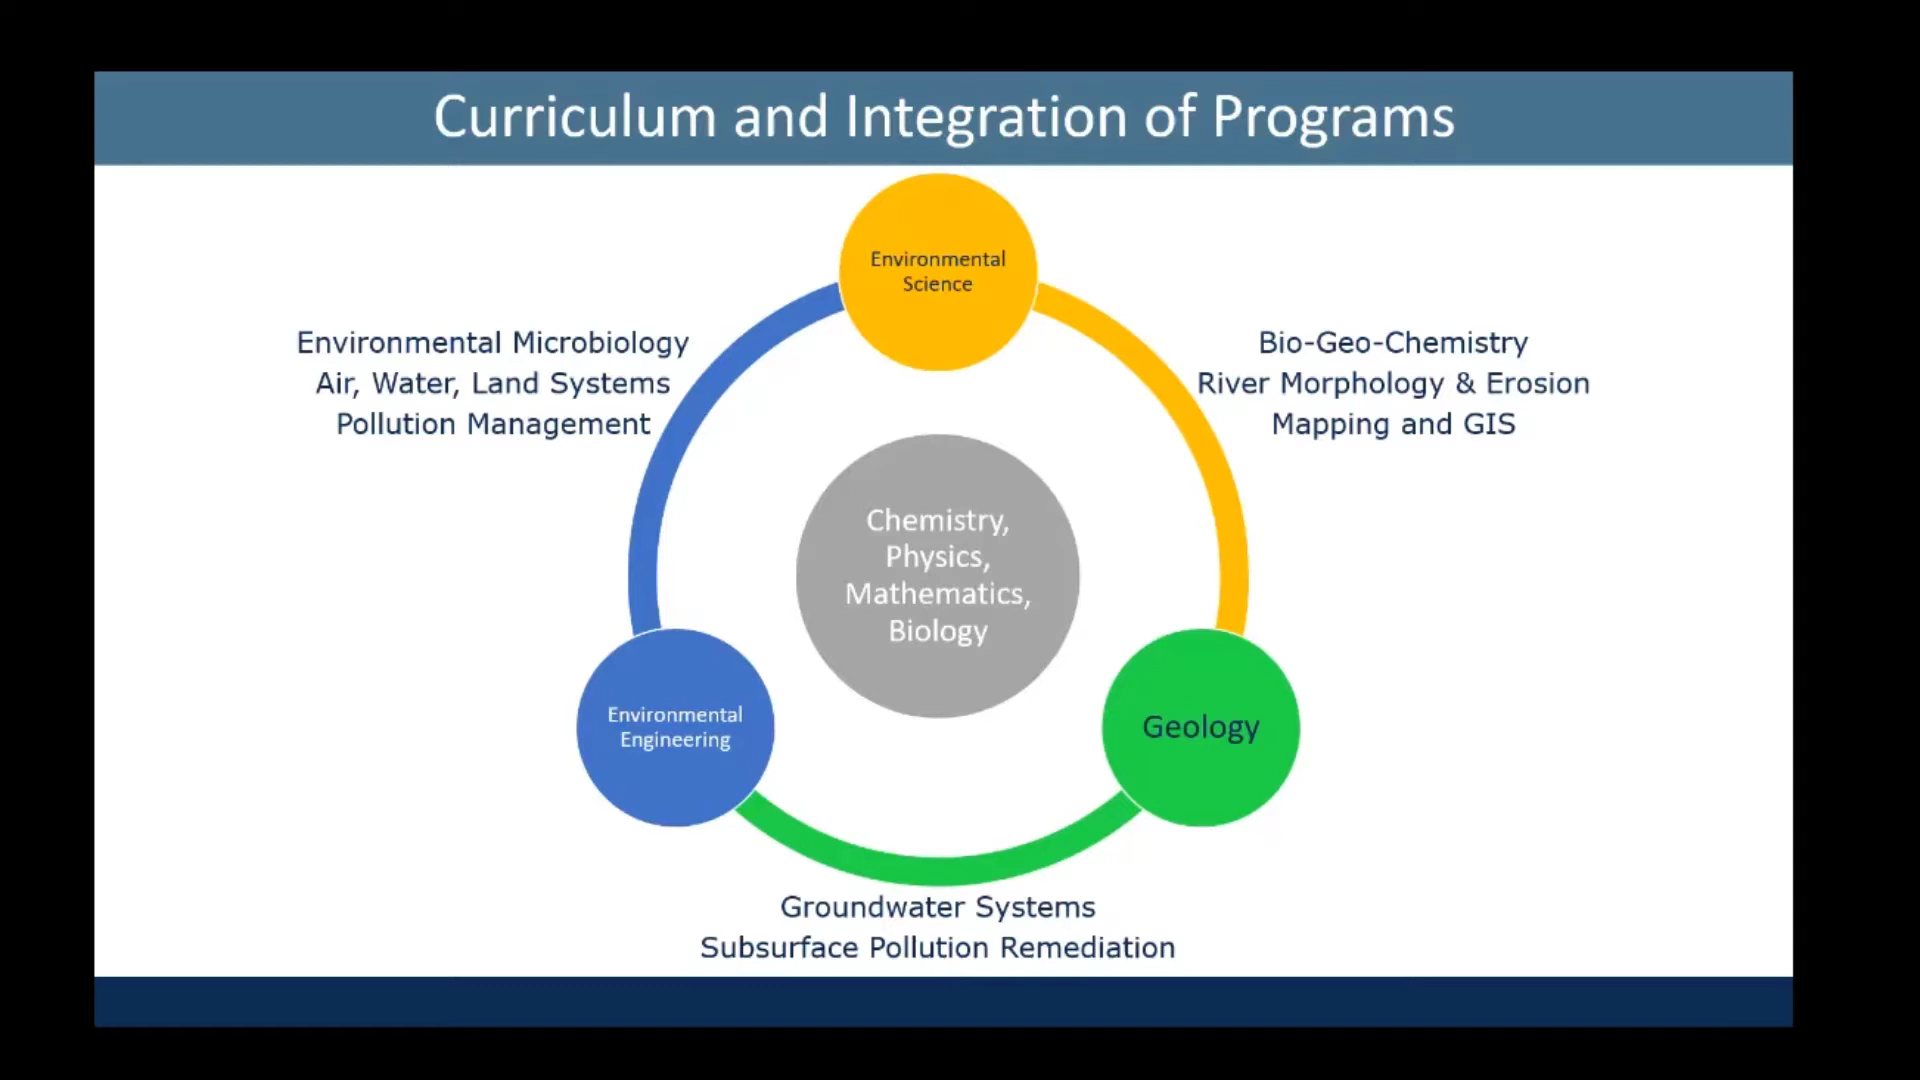 Curriculum and Integration of Programs
Environmental
Science
Environmental Microbiology
Air, Water, Land Systems
Pollution Management
Bio-Geo-Chemistry
River Morphology & Erosion
Mapping and GIS
Chemistry,
Physics,
Mathematics,
Biology
Environmental
Engineering
Geology
Groundwater Systems
Subsurface Pollution Remediation